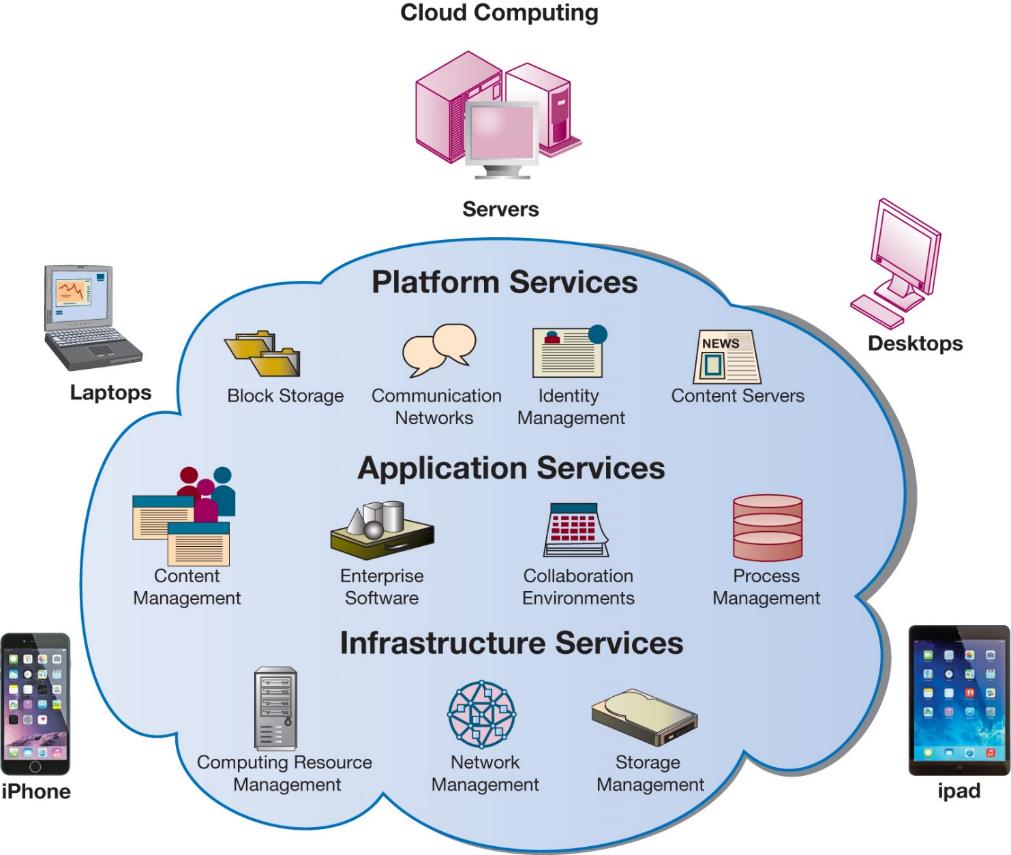 Cloud Computing
Servers
Platform Services
Desktops
Laptops
Block Storage
Communication
Networks
Identity
Management
NEWS
Content Servers
Application Services
Content
Management
Enterprise
Software
Collaboration
Environments
Process
Management
Infrastructure Services
Computing Resource
Management
Network
Management
Storage
Management
iPhone
ipad